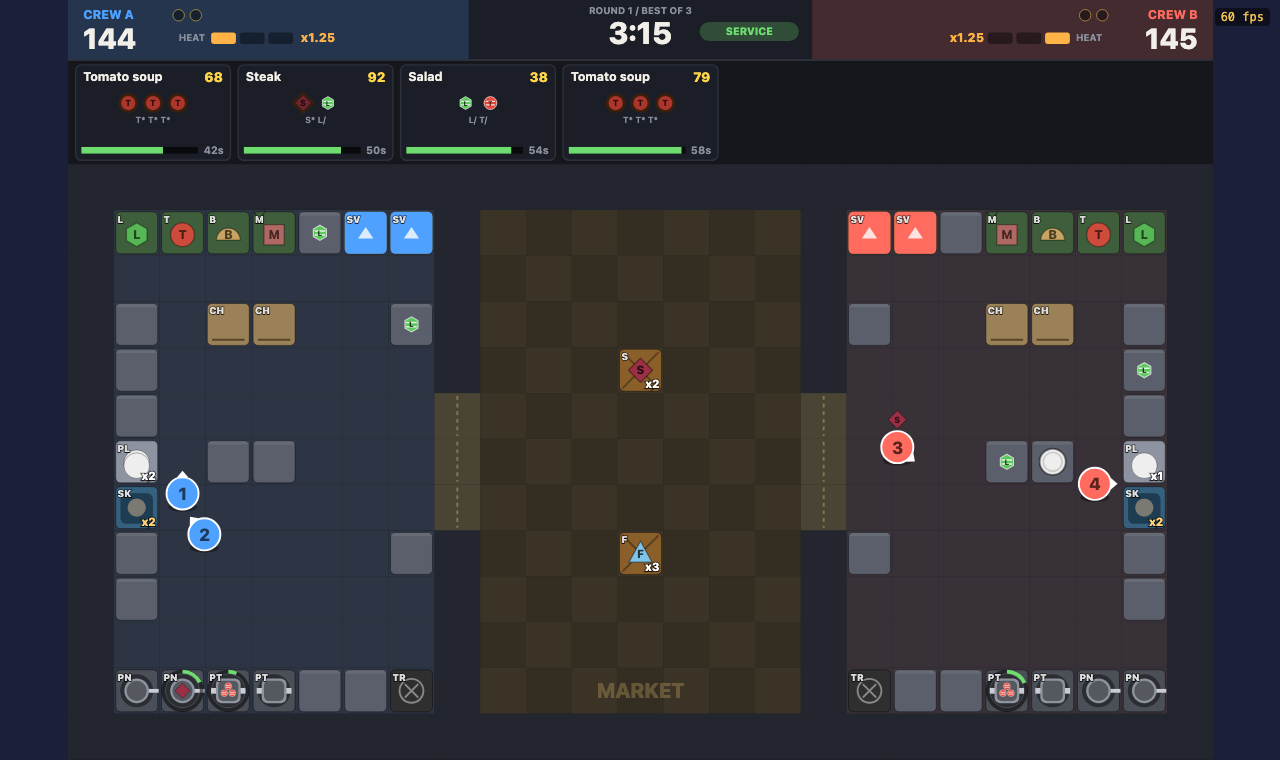 CREW A
144
HEAT
x1.25
ROUND 1 / BEST OF 3
3:15
SERVICE
CREW B
x1.25
HEAT
145
60 fps
Tomato soup 68
T T T
T* T* T*
42s
Steak 92
S L
S* L/
50s
Salad 38
L T
L/ T/
54s
Tomato soup 79
T T T
T* T* T*
58s
L L
T T
B B
M M
L
SV
SV
SV
SV
M M
B B
T T
L L
CH
CH
L
CH
CH
S S x2
L
S
3
PL x2
L
4
PL x1
SK x2
1
2
SK x2
F F x3
PN
PN
PT
PT
TR
MARKET
TR
PT
PT
PN
PN